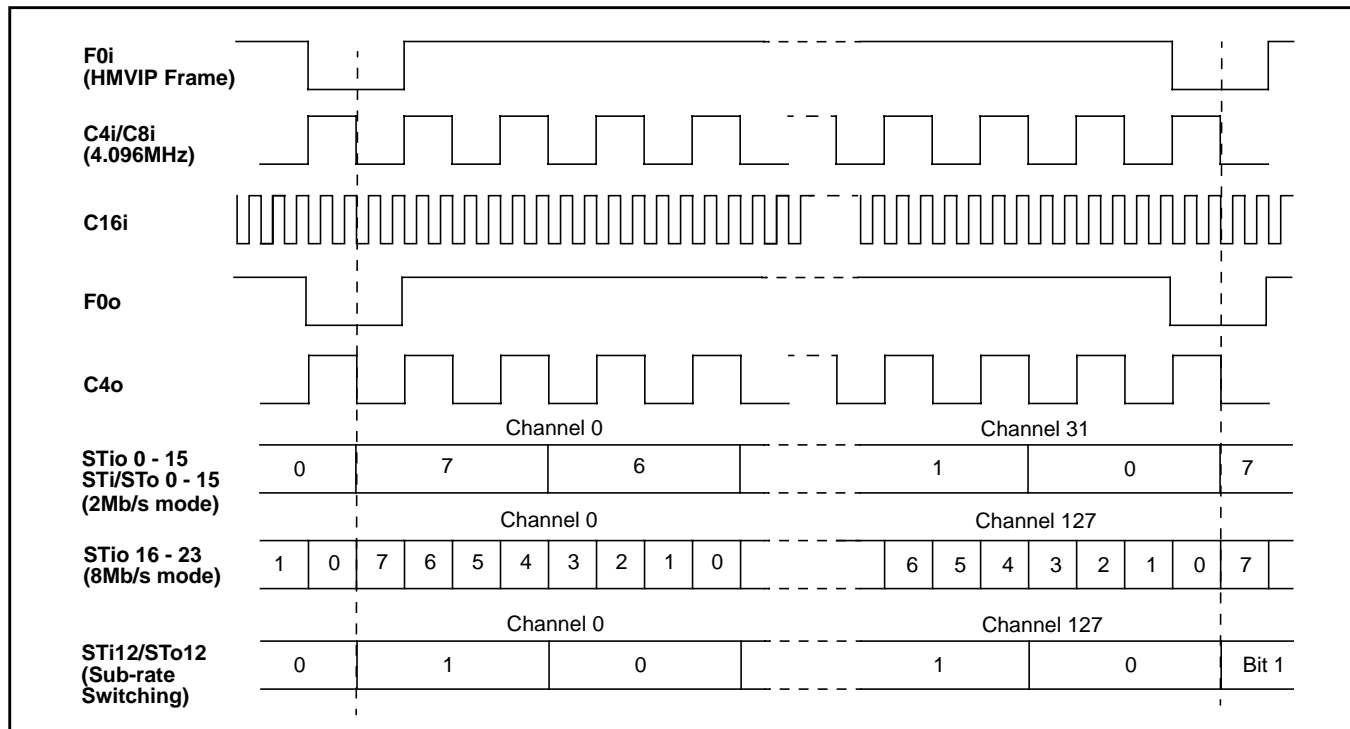 F0i
(HMVIP Frame)
C4i/C8i
(4.096MHz)
C16i
F0o
C4o
Channel 0
Channel 31
STio 0 - 15
STi/STo 0 - 15
(2Mb/s mode)
0
7
6
1
0
7
Channel 0
Channel 127
STio 16 - 23
(8Mb/s mode)
1
0
7
6
5
4
3
2
1
0
6
5
4
3
2
1
0
7
Channel 0
Channel 127
STi12/STo12
(Sub-rate
Switching)
0
1
0
1
0
Bit 1